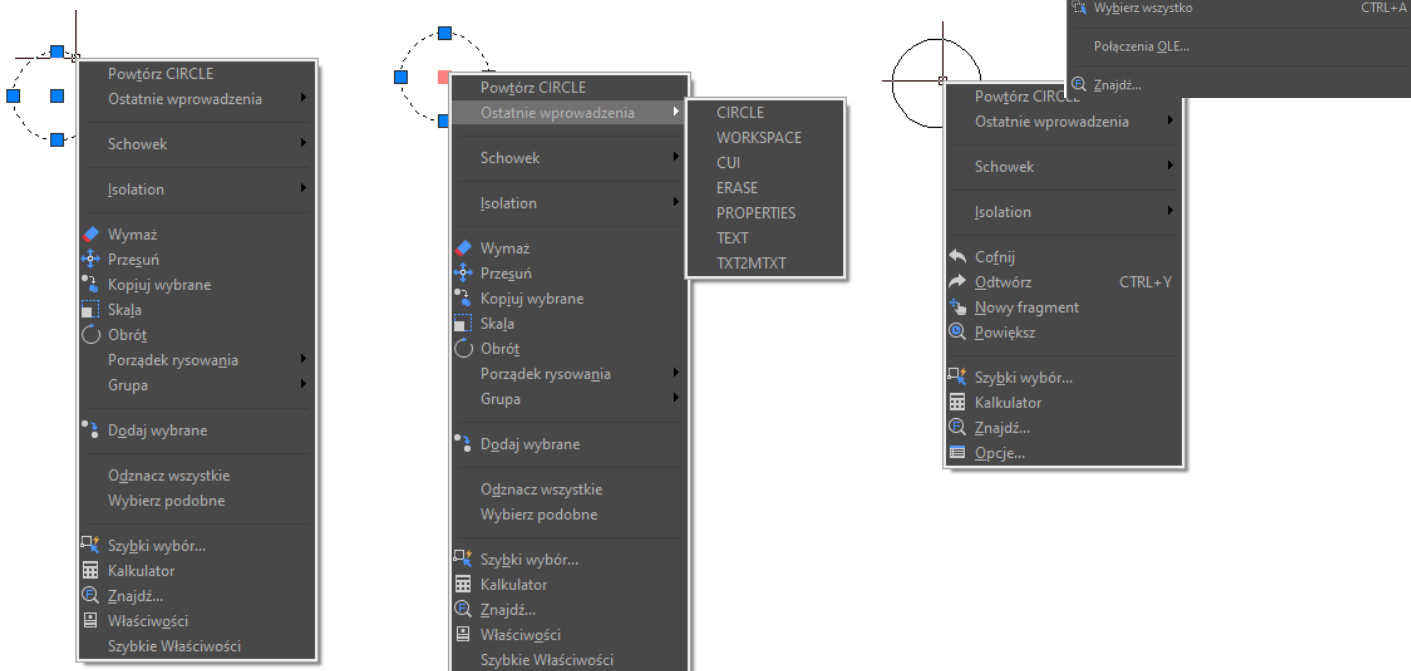 Powtórz CIRCLE
Ostatnie wprowadzenia
Schowek
Isolation
Wymaż
Przesuń
Kopiuj wybrane
Skala
Obrót
Porządek rysowania
Grupa
Dodaj wybrane
Odznacz wszystkie
Wybierz podobne
Szybki wybór...
Kalkulator
Znajdź...
Właściwości
Szybkie Właściwości
Powtórz CIRCLE
Ostatnie wprowadzenia
Schowek
Isolation
Wymaż
Przesuń
Kopiuj wybrane
Skala
Obrót
Porządek rysowania
Grupa
Dodaj wybrane
Odznacz wszystkie
Wybierz podobne
Szybki wybór...
Kalkulator
Znajdź...
Właściwości
Szybkie Właściwości
CIRCLE
WORKSPACE
CUI
ERASE
PROPERTIES
TEXT
TXT2MTXT
Wybierz wszystko CTRL+A
Połączenia OLE...
Znajdź...
Powtórz CIRCLE
Ostatnie wprowadzenia
Schowek
Isolation
Cofnij
Odtwórz CTRL+Y
Nowy fragment
Powiększ
Szybki wybór...
Kalkulator
Znajdź...
Opcje...